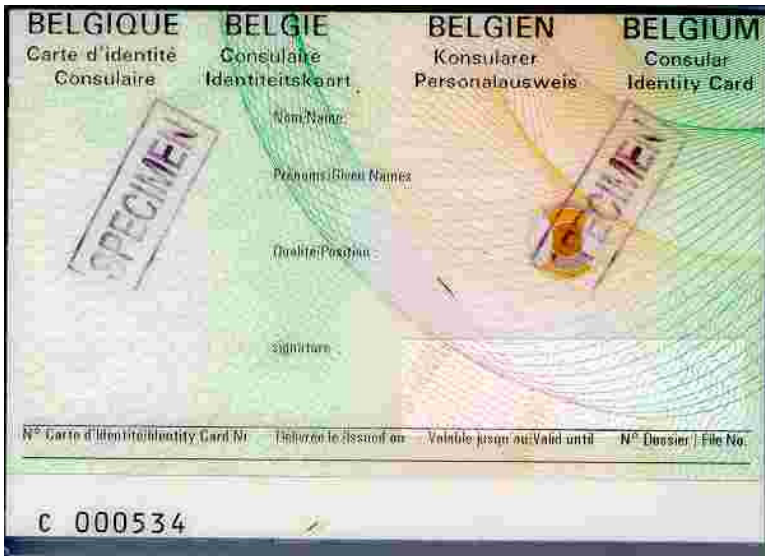 BELGIQUE BELGIE BELGIEN BELGIUM
Carte d'identité Consulaire Konsularer Consular
Consulaire Identiteitskaart Personalausweis Identity Card
Nom/Name
SPECIMEN SPECIMEN
Prénoms/Given Names
Qualité/Position
signature
N° Carte d'Identité/Identity Card Nr Délivrée le/Issued on Valable jusqu'au/Valid until N° Dossier / File No.
C 000534